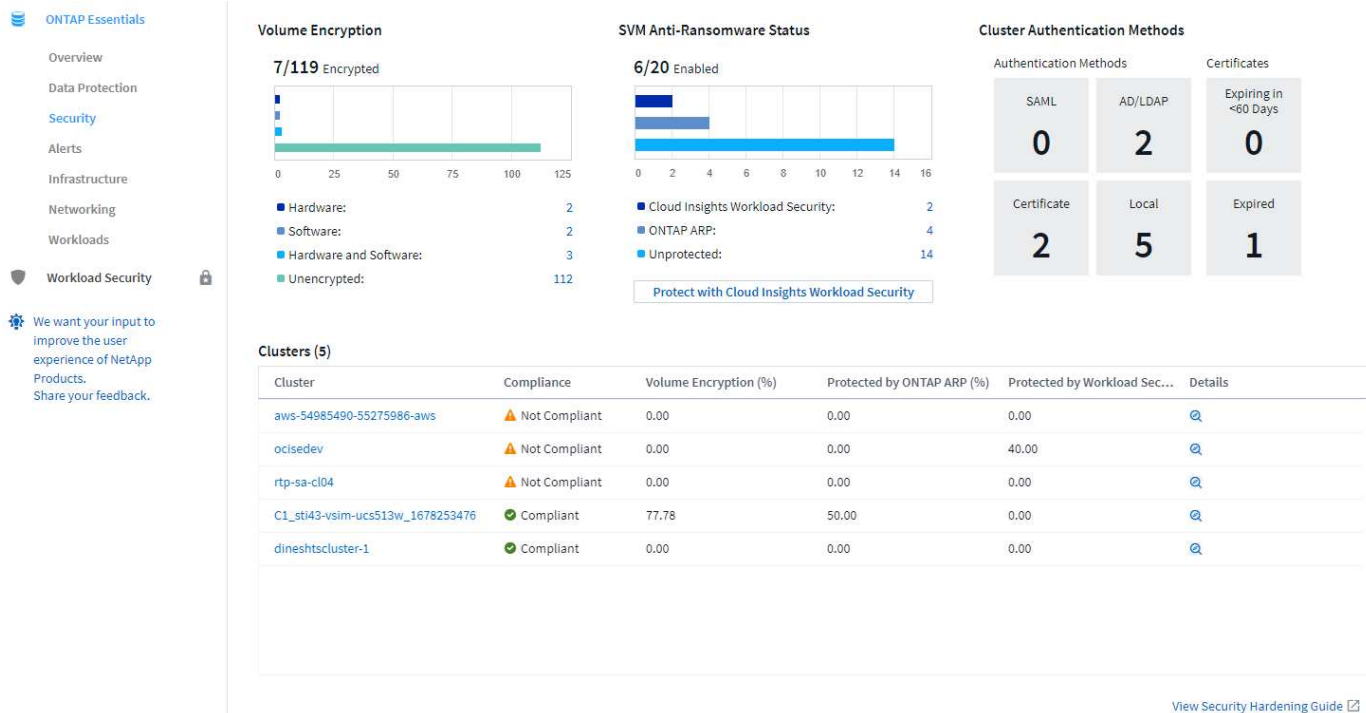 ONTAP Essentials
Overview
Data Protection
Security
Alerts
Infrastructure
Networking
Workloads
Workload Security
We want your input to
improve the user
experience of NetApp
Products.
Share your feedback.
Volume Encryption
7/119 Encrypted
0 25 50 75 100 125
Hardware: 2
Software: 2
Hardware and Software: 3
Unencrypted: 112
SVM Anti-Ransomware Status
6/20 Enabled
0 2 4 6 8 10 12 14 16
Cloud Insights Workload Security: 2
ONTAP ARP: 4
Unprotected: 14
Protect with Cloud Insights Workload Security
Cluster Authentication Methods
Authentication Methods Certificates
SAML AD/LDAP Expiring in
<60 Days
0 2 0
Certificate Local Expired
2 5 1
Clusters (5)
Cluster Compliance Volume Encryption (%) Protected by ONTAP ARP (%) Protected by Workload Sec... Details
aws-54985490-55275986-aws Not Compliant 0.00 0.00 0.00
ocisedev Not Compliant 0.00 0.00 40.00
rtp-sa-cl04 Not Compliant 0.00 0.00 0.00
C1_sti43-vsim-ucs513w_1678253476 Compliant 77.78 50.00 0.00
dineshtscluster-1 Compliant 0.00 0.00 0.00
View Security Hardening Guide